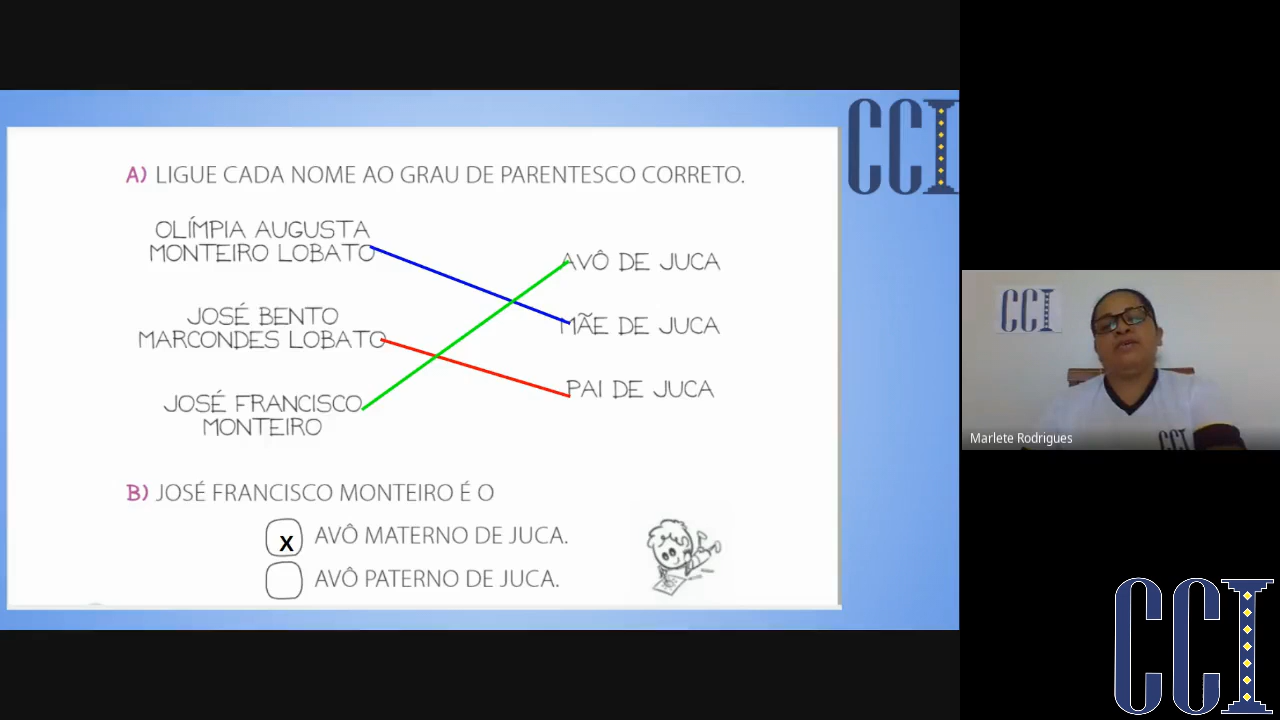 CCI
A) LIGUE CADA NOME AO GRAU DE PARENTESCO CORRETO.
OLÍMPIA AUGUSTA
MONTEIRO LOBATO
AVÔ DE JUCA
JOSÉ BENTO
MARCONDES LOBATO
MÃE DE JUCA
JOSÉ FRANCISCO
MONTEIRO
PAI DE JUCA
B) JOSÉ FRANCISCO MONTEIRO É O
X AVÔ MATERNO DE JUCA.
AVÔ PATERNO DE JUCA.
CCI
CCI
Marlete Rodrigues
CCI